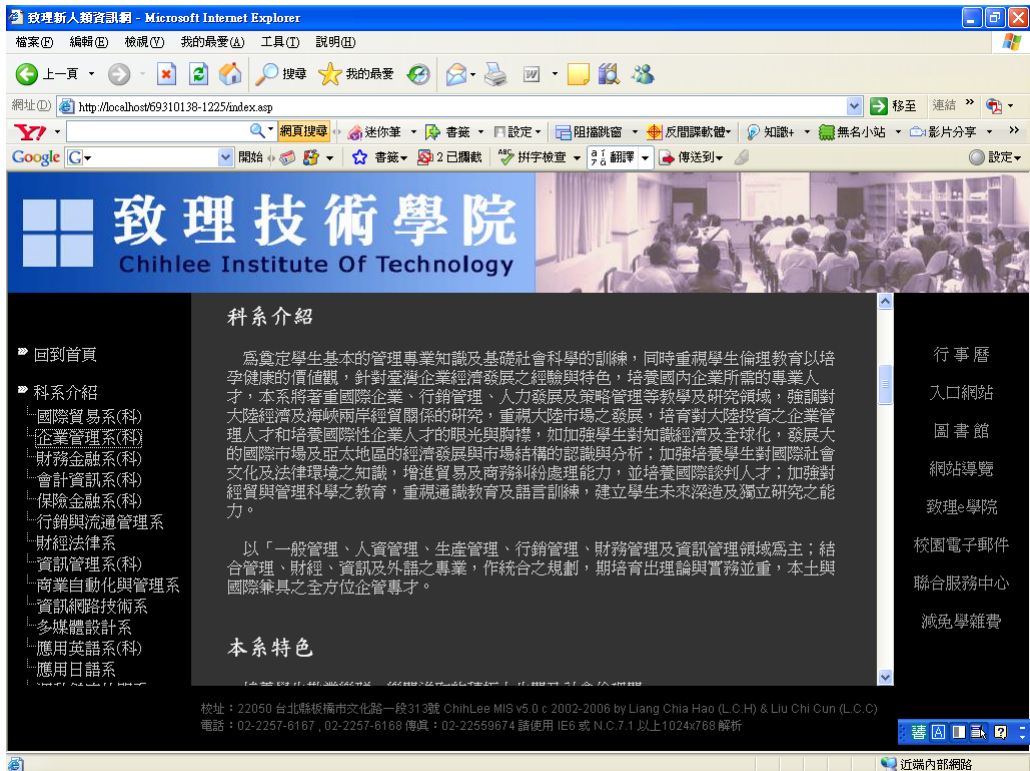 致理新人類資訊網 - Microsoft Internet Explorer
檔案(F) 編輯(E) 檢視(V) 我的最愛(A) 工具(T) 說明(H)
上一頁 搜尋 我的最愛
網址(D) http://localhost/69310138-1225/index.asp 移至 連結 »
Y7! 網頁搜尋 迷你筆 書籤 設定 阻擋跳窗 反間諜軟體 知識+ 無名小站 影片分享 »
Google G 開始 書籤 2 已攔截 拼字檢查 翻譯 傳送到 設定
致理技術學院
Chihlee Institute Of Technology
回到首頁
科系介紹
國際貿易系(科)
企業管理系(科)
財務金融系(科)
會計資訊系(科)
保險金融系(科)
行銷與流通管理系
財經法律系
資訊管理系(科)
商業自動化與管理系
資訊網路技術系
多媒體設計系
應用英語系(科)
應用日語系
科系介紹
為奠定學生基本的管理專業知識及基礎社會科學的訓練，同時重視學生倫理教育以培
孕健康的價值觀，針對臺灣企業經濟發展之經驗與特色，培養國內企業所需的專業人
才，本系將著重國際企業、行銷管理、人力發展及策略管理等教學及研究領域，強調對
大陸經濟及海峽兩岸經貿關係的研究，重視大陸市場之發展，培育對大陸投資之企業管
理人才和培養國際性企業人才的眼光與胸襟，如加強學生對知識經濟及全球化，發展大
的國際市場及亞太地區的經濟發展與市場結構的認識與分析；加強培養學生對國際社會
文化及法律環境之知識，增進貿易及商務糾紛處理能力，並培養國際談判人才；加強對
經貿與管理科學之教育，重視通識教育及語言訓練，建立學生未來深造及獨立研究之能
力。
以「一般管理、人資管理、生產管理、行銷管理、財務管理及資訊管理領域為主；結
合管理、財經、資訊及外語之專業，作統合之規劃，期培育出理論與實務並重，本土與
國際兼具之全方位企管專才。
本系特色
行事曆
入口網站
圖書館
網站導覽
致理e學院
校園電子郵件
聯合服務中心
減免學雜費
校址：22050 台北縣板橋市文化路一段313號 ChihLee MIS v5.0 c 2002-2006 by Liang Chia Hao (L.C.H) & Liu Chi Cun (L.C.C)
電話：02-2257-6167 , 02-2257-6168 傳真：02-22559674 請使用 IE6 或 N.C.7.1 以上1024x768 解析
近端內部網路